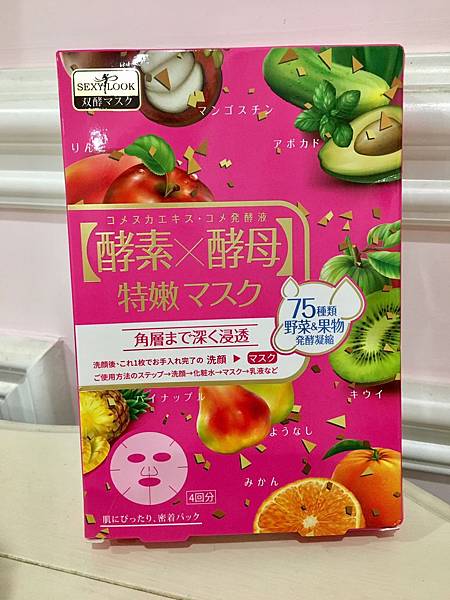 SEXYLOOK
双酵マスク
マンゴスチン
りんご
アボカド
コメヌカエキス・コメ発酵液
【酵素×酵母】
特嫩マスク
75種類
野菜&果物
発酵凝縮
角層まで深く浸透
洗顔後・これ1枚でお手入れ完了の 洗顔 ▶ マスク
ご使用方法のステップ→洗顔→化粧水→マスク→乳液など
パイナップル
キウイ
ようなし
みかん
4回分
肌にぴったり、密着パック